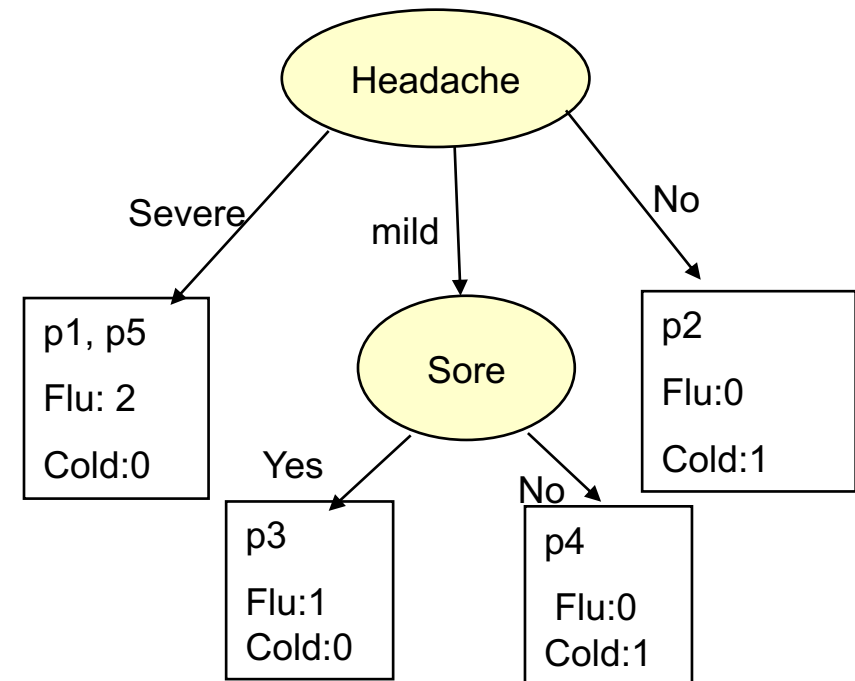 Headache
Severe
mild
No
p1, p5
Flu: 2
Cold:0
Sore
p2
Flu:0
Cold:1
Yes
No
p3
Flu:1
Cold:0
p4
Flu:0
Cold:1